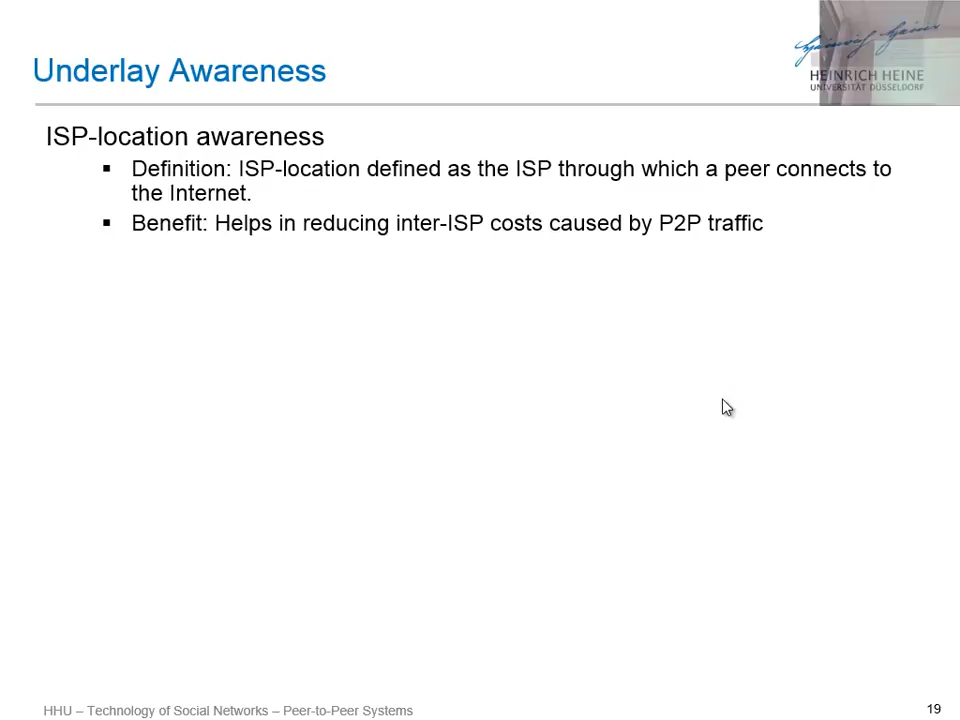 Underlay Awareness
Heinrich Heine
HEINRICH HEINE
UNIVERSITÄT DÜSSELDORF
ISP-location awareness
▪ Definition: ISP-location defined as the ISP through which a peer connects to
the Internet.
▪ Benefit: Helps in reducing inter-ISP costs caused by P2P traffic
HHU – Technology of Social Networks – Peer-to-Peer Systems
19